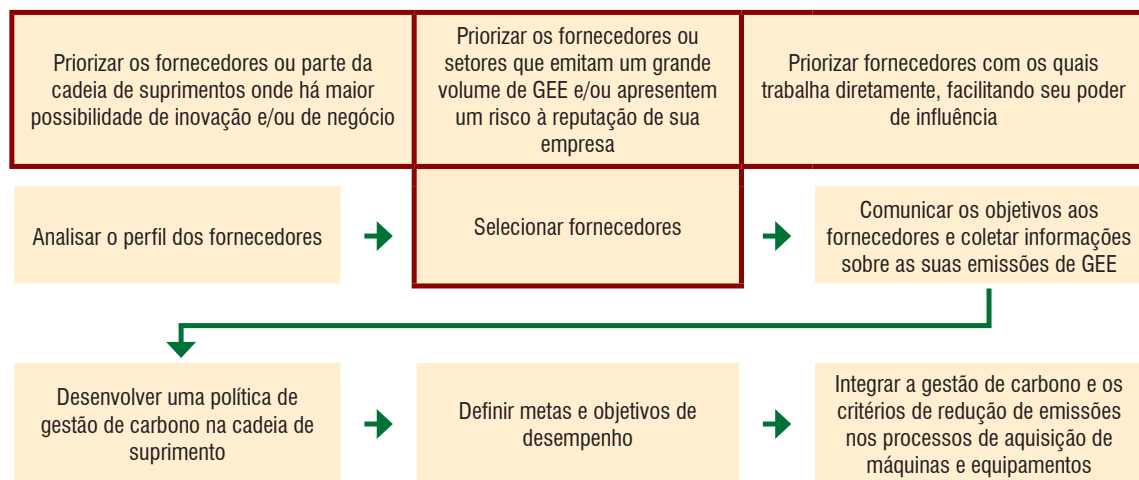 Priorizar os fornecedores ou parte da
cadeia de suprimentos onde há maior
possibilidade de inovação e/ou de negócio
Priorizar os fornecedores ou
setores que emitam um grande
volume de GEE e/ou apresentem
um risco à reputação de sua
empresa
Priorizar fornecedores com os quais
trabalha diretamente, facilitando seu poder
de influência
Analisar o perfil dos fornecedores
Selecionar fornecedores
Comunicar os objetivos aos
fornecedores e coletar informações
sobre as suas emissões de GEE
Desenvolver uma política de
gestão de carbono na cadeia de
suprimento
Definir metas e objetivos de
desempenho
Integrar a gestão de carbono e os
critérios de redução de emissões
nos processos de aquisição de
máquinas e equipamentos